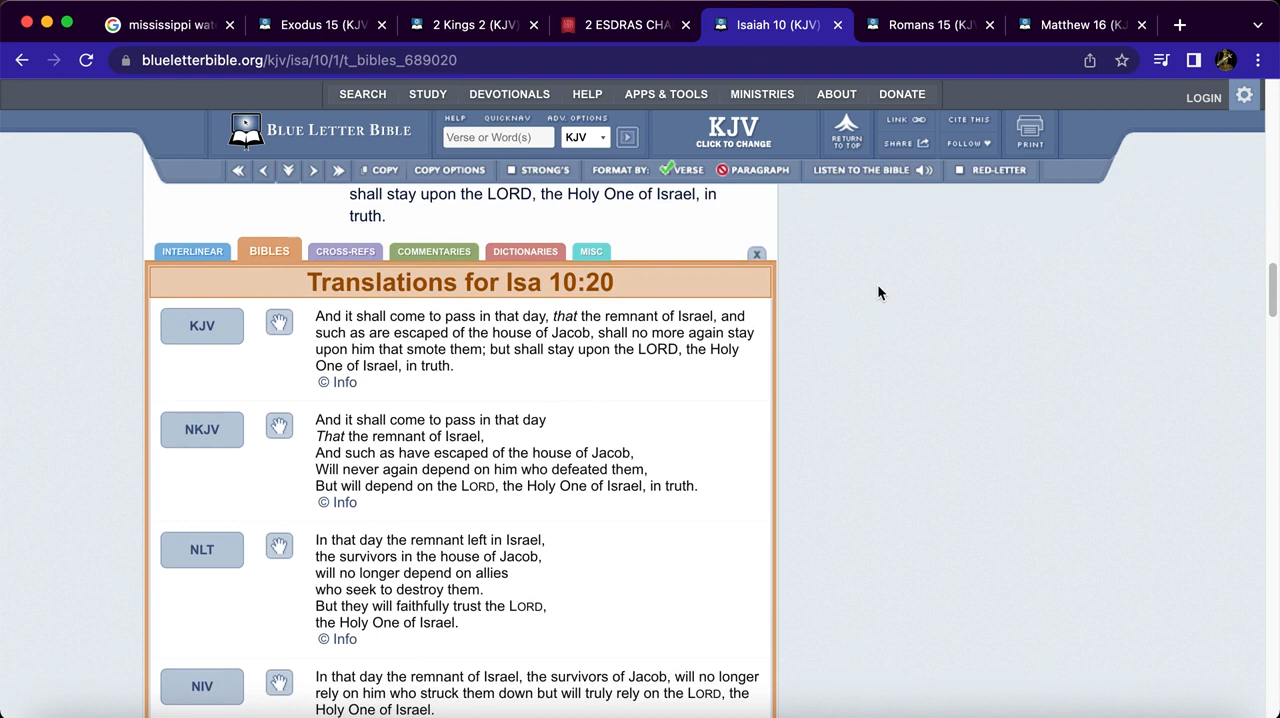 mississippi wat
Exodus 15 (KJV
2 Kings 2 (KJV)
2 ESDRAS CHA
Isaiah 10 (KJV)
Romans 15 (KJ
Matthew 16 (KJ
blueletterbible.org/kjv/isa/10/1/t_bibles_689020
SEARCH STUDY DEVOTIONALS HELP APPS & TOOLS MINISTRIES ABOUT DONATE
LOGIN
BLUE LETTER BIBLE
HELP QUICKNAV ADV. OPTIONS
Verse or Word(s)
KJV
KJV
CLICK TO CHANGE
RETURN
TO TOP
LINK
CITE THIS
SHARE
FOLLOW
PRINT
COPY COPY OPTIONS STRONG'S FORMAT BY: VERSE PARAGRAPH LISTEN TO THE BIBLE RED-LETTER
shall stay upon the LORD, the Holy One of Israel, in
truth.
INTERLINEAR BIBLES CROSS-REFS COMMENTARIES DICTIONARIES MISC
X
Translations for Isa 10:20
KJV
And it shall come to pass in that day, that the remnant of Israel, and
such as are escaped of the house of Jacob, shall no more again stay
upon him that smote them; but shall stay upon the LORD, the Holy
One of Israel, in truth.
© Info
NKJV
And it shall come to pass in that day
That the remnant of Israel,
And such as have escaped of the house of Jacob,
Will never again depend on him who defeated them,
But will depend on the LORD, the Holy One of Israel, in truth.
© Info
NLT
In that day the remnant left in Israel,
the survivors in the house of Jacob,
will no longer depend on allies
who seek to destroy them.
But they will faithfully trust the LORD,
the Holy One of Israel.
© Info
NIV
In that day the remnant of Israel, the survivors of Jacob, will no longer
rely on him who struck them down but will truly rely on the LORD, the
Holy One of Israel.